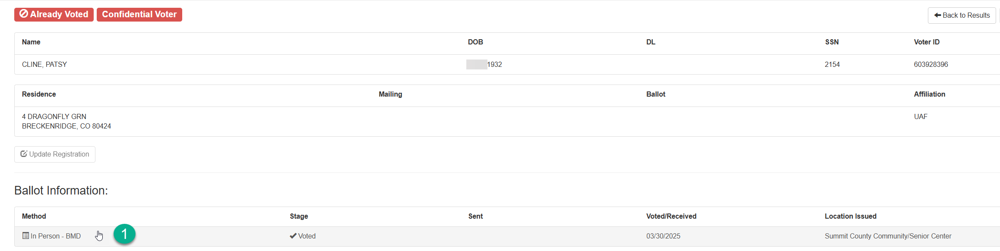 Already Voted Confidential Voter
Back to Results
Name DOB DL SSN Voter ID
CLINE, PATSY 1932 2154 603928396
Residence Mailing Ballot Affiliation
4 DRAGONFLY GRN UAF
BRECKENRIDGE, CO 80424
Update Registration
Ballot Information:
Method Stage Sent Voted/Received Location Issued
In Person - BMD 1 Voted 03/30/2025 Summit County Community/Senior Center